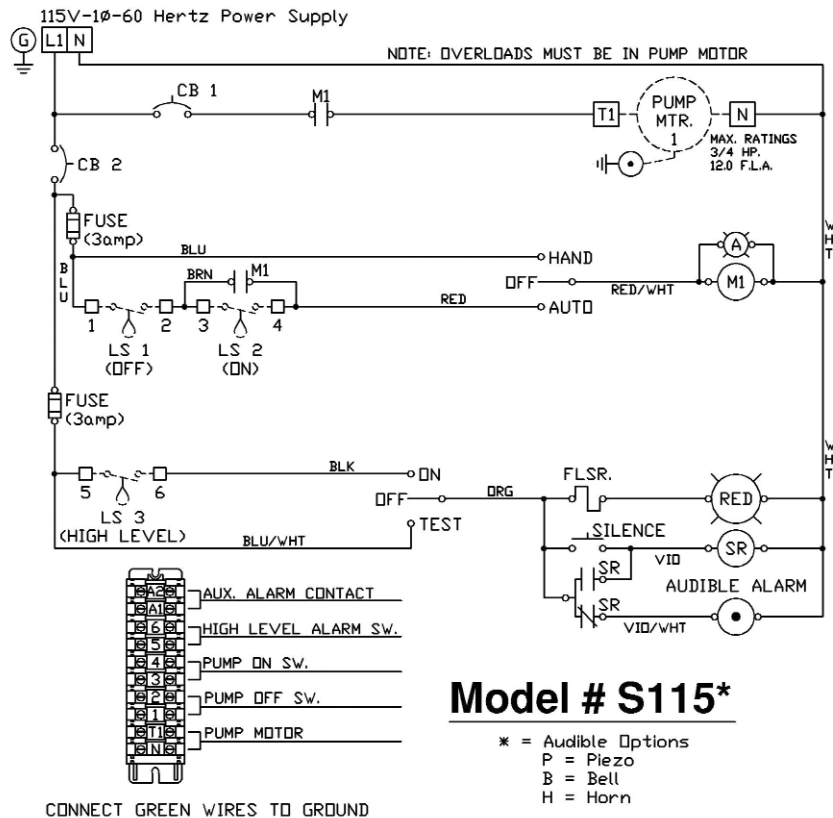 115V-1Ø-60 Hertz Power Supply
G L1 N
NOTE: OVERLOADS MUST BE IN PUMP MOTOR
CB 1
M1
T1
PUMP
MTR.
1
N
MAX. RATINGS
3/4 HP.
12.0 F.L.A.
CB 2
FUSE
(3amp)
BLU
HAND
W
H
T
A
BLU
BRN
M1
OFF
RED/WHT
M1
RED
AUTO
1 2 3 4
LS 1
(OFF)
LS 2
(ON)
FUSE
(3amp)
W
H
T
BLK
ON
5 6
OFF
ORG
FLSR.
RED
LS 3
(HIGH LEVEL)
TEST
BLU/WHT
SILENCE
VIO
SR
SR
AUDIBLE ALARM
SR
VIO/WHT
A2
A1
AUX. ALARM CONTACT
6
5
HIGH LEVEL ALARM SW.
4
3
PUMP ON SW.
2
1
PUMP OFF SW.
T1
N
PUMP MOTOR
Model # S115*
* = Audible Options
P = Piezo
B = Bell
H = Horn
CONNECT GREEN WIRES TO GROUND